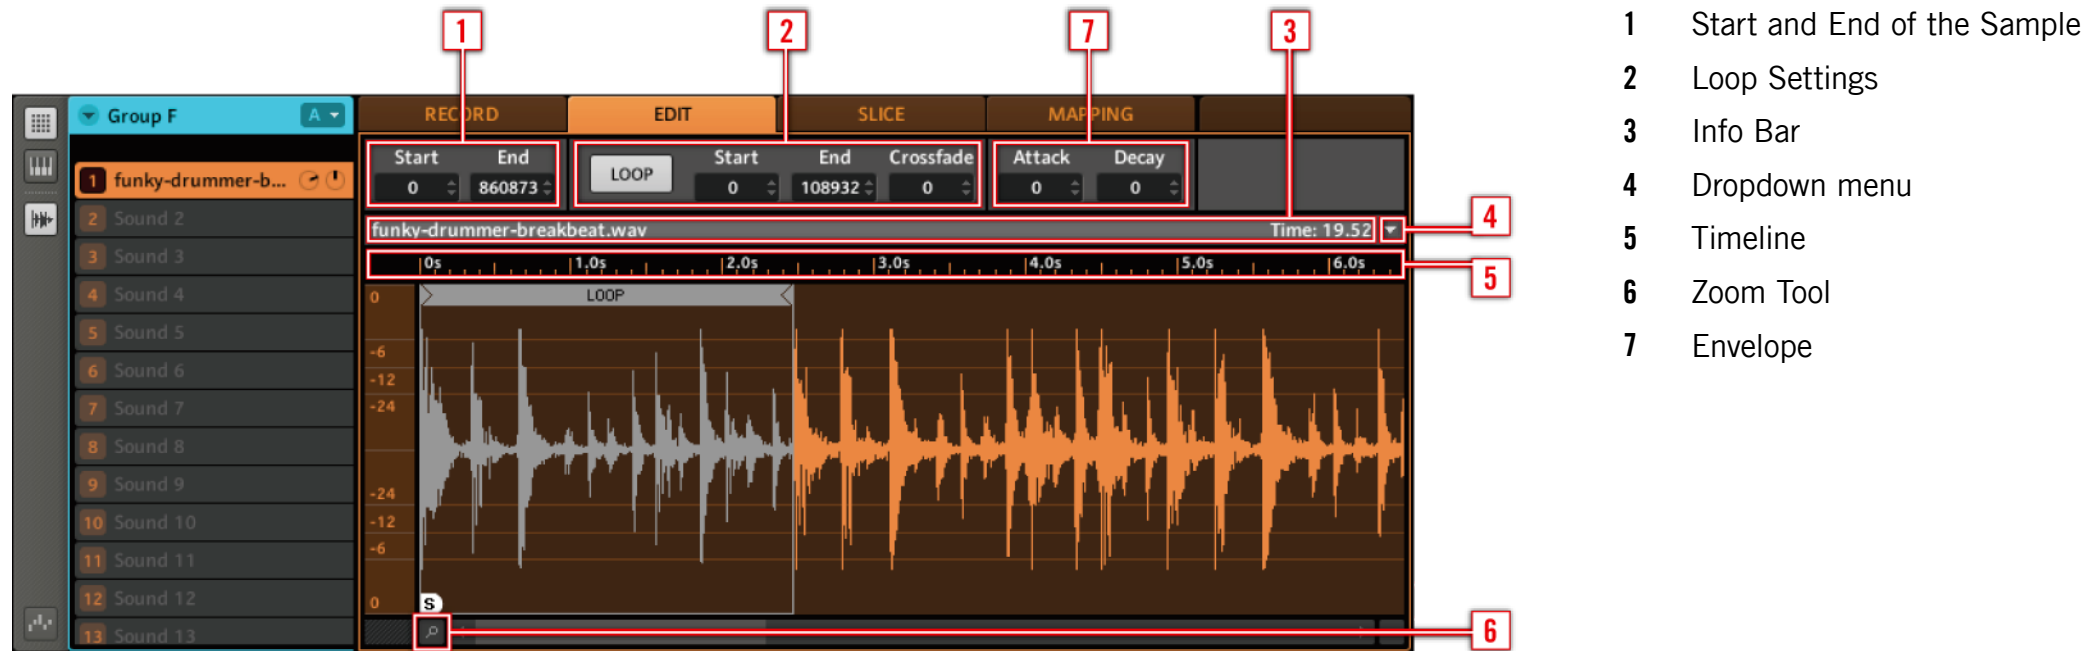 1 2 7 3
Group F A
RECORD EDIT SLICE MAPPING
Start End LOOP Start End Crossfade Attack Decay
0 860873 0 108932 0 0 0
funky-drummer-breakbeat.wav Time: 19.52
4
0s 1.0s 2.0s 3.0s 4.0s 5.0s 6.0s
5
LOOP
0
-6
-12
-24
-24
-12
-6
0
S
6
1 funky-drummer-b...
2 Sound 2
3 Sound 3
4 Sound 4
5 Sound 5
6 Sound 6
7 Sound 7
8 Sound 8
9 Sound 9
10 Sound 10
11 Sound 11
12 Sound 12
13 Sound 13
1 Start and End of the Sample
2 Loop Settings
3 Info Bar
4 Dropdown menu
5 Timeline
6 Zoom Tool
7 Envelope